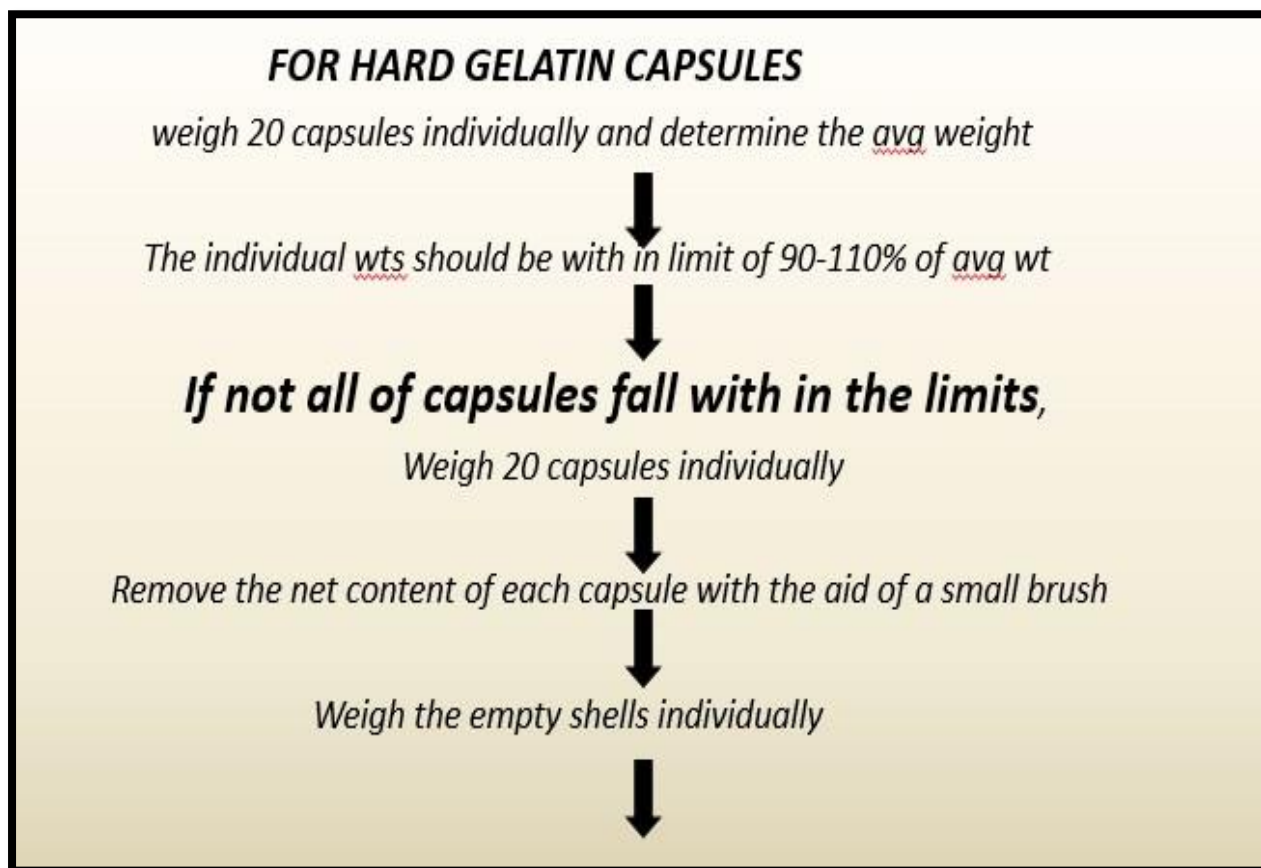 FOR HARD GELATIN CAPSULES
weigh 20 capsules individually and determine the avg weight
The individual wts should be with in limit of 90-110% of avg wt
If not all of capsules fall with in the limits,
Weigh 20 capsules individually
Remove the net content of each capsule with the aid of a small brush
Weigh the empty shells individually